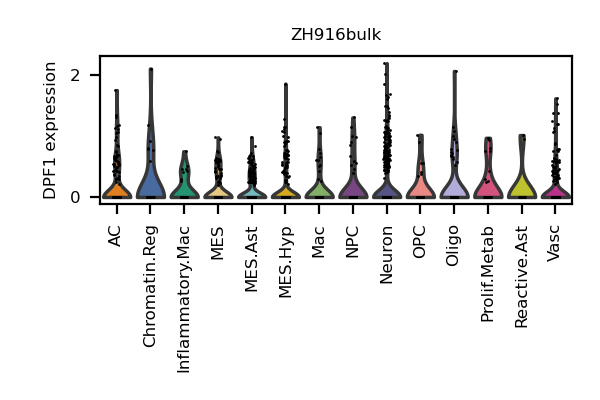 ZH916bulk
DPF1 expression
2
0
AC
Chromatin.Reg
Inflammatory.Mac
MES
MES.Ast
MES.Hyp
Mac
NPC
Neuron
OPC
Oligo
Prolif.Metab
Reactive.Ast
Vasc